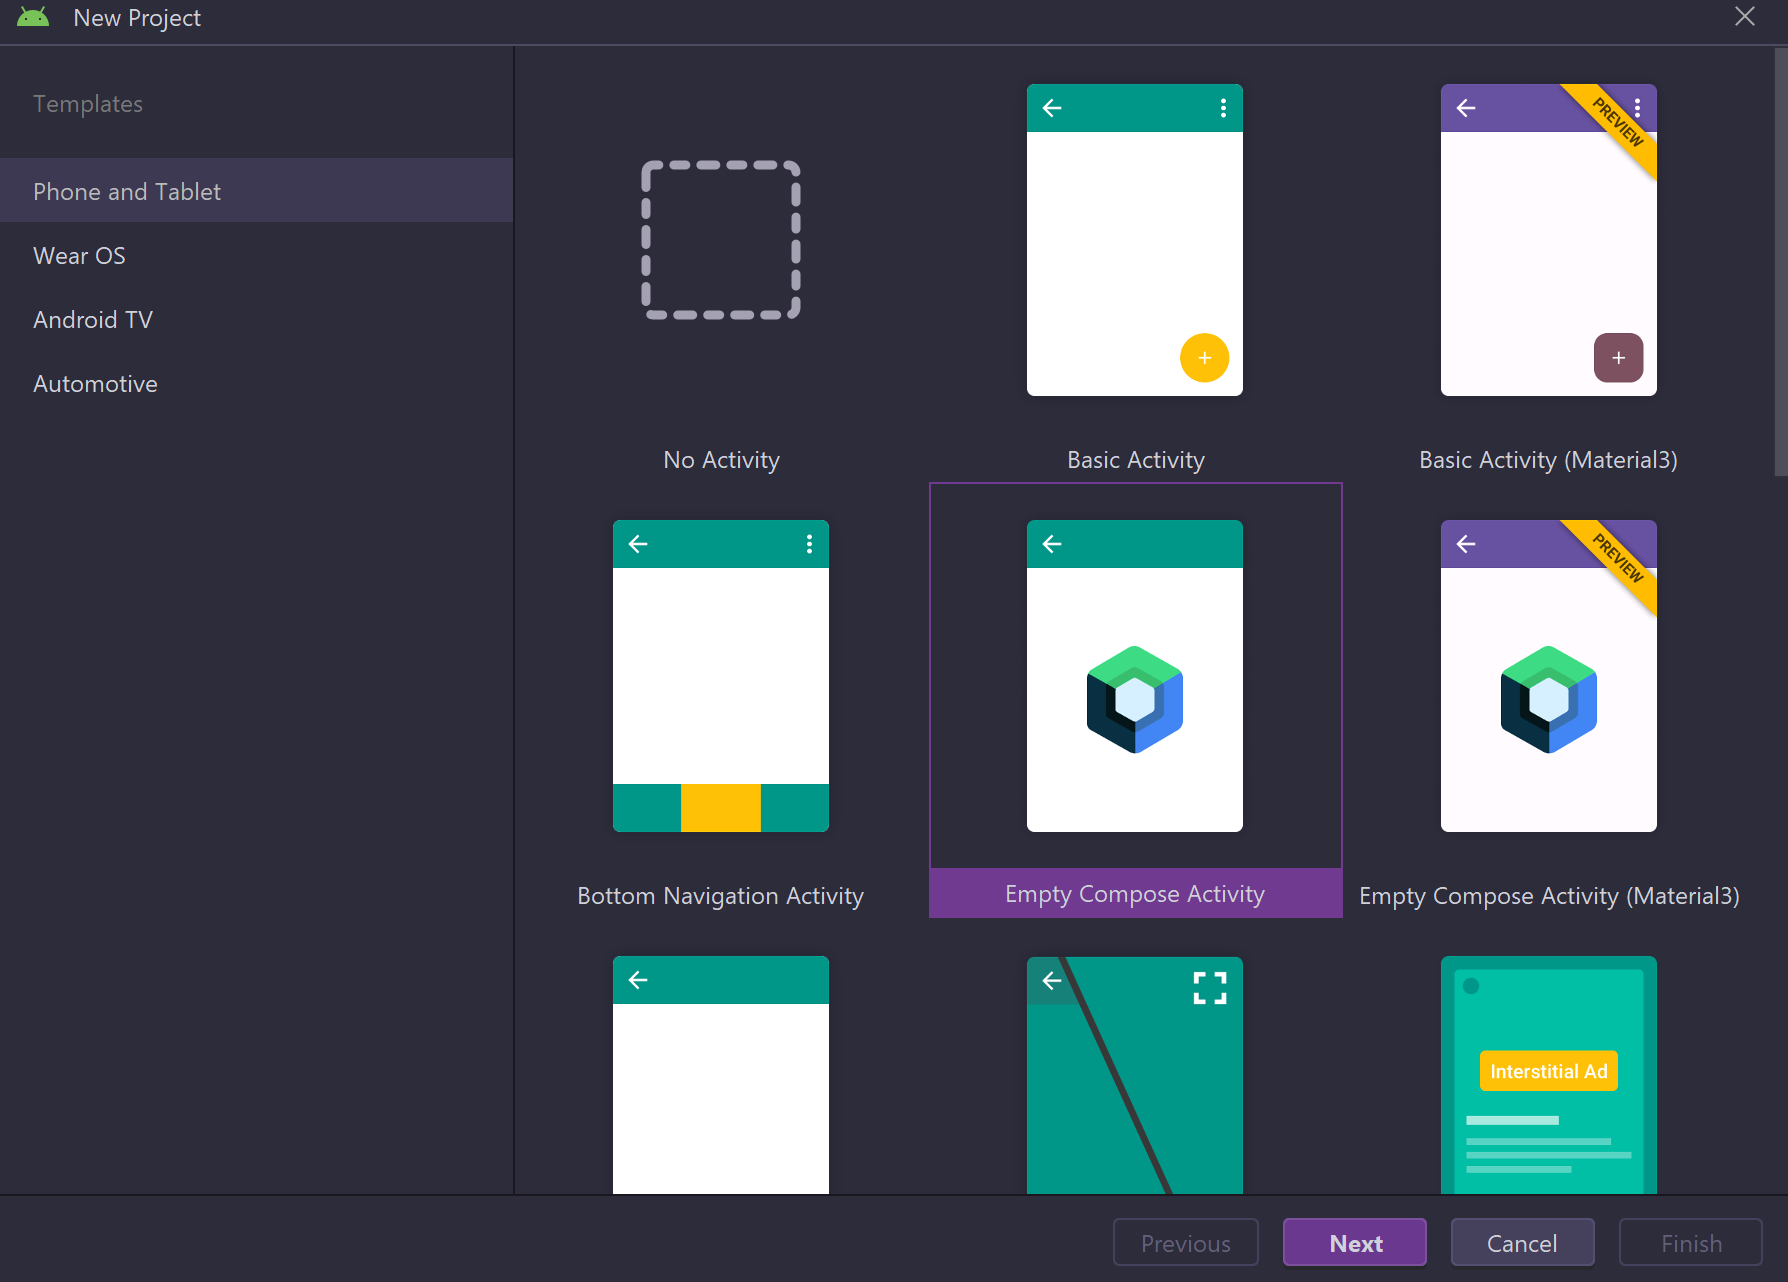 New Project
Templates
Phone and Tablet
Wear OS
Android TV
Automotive
PREVIEW
No Activity
Basic Activity
Basic Activity (Material3)
PREVIEW
Bottom Navigation Activity
Empty Compose Activity
Empty Compose Activity (Material3)
Interstitial Ad
Previous
Next
Cancel
Finish